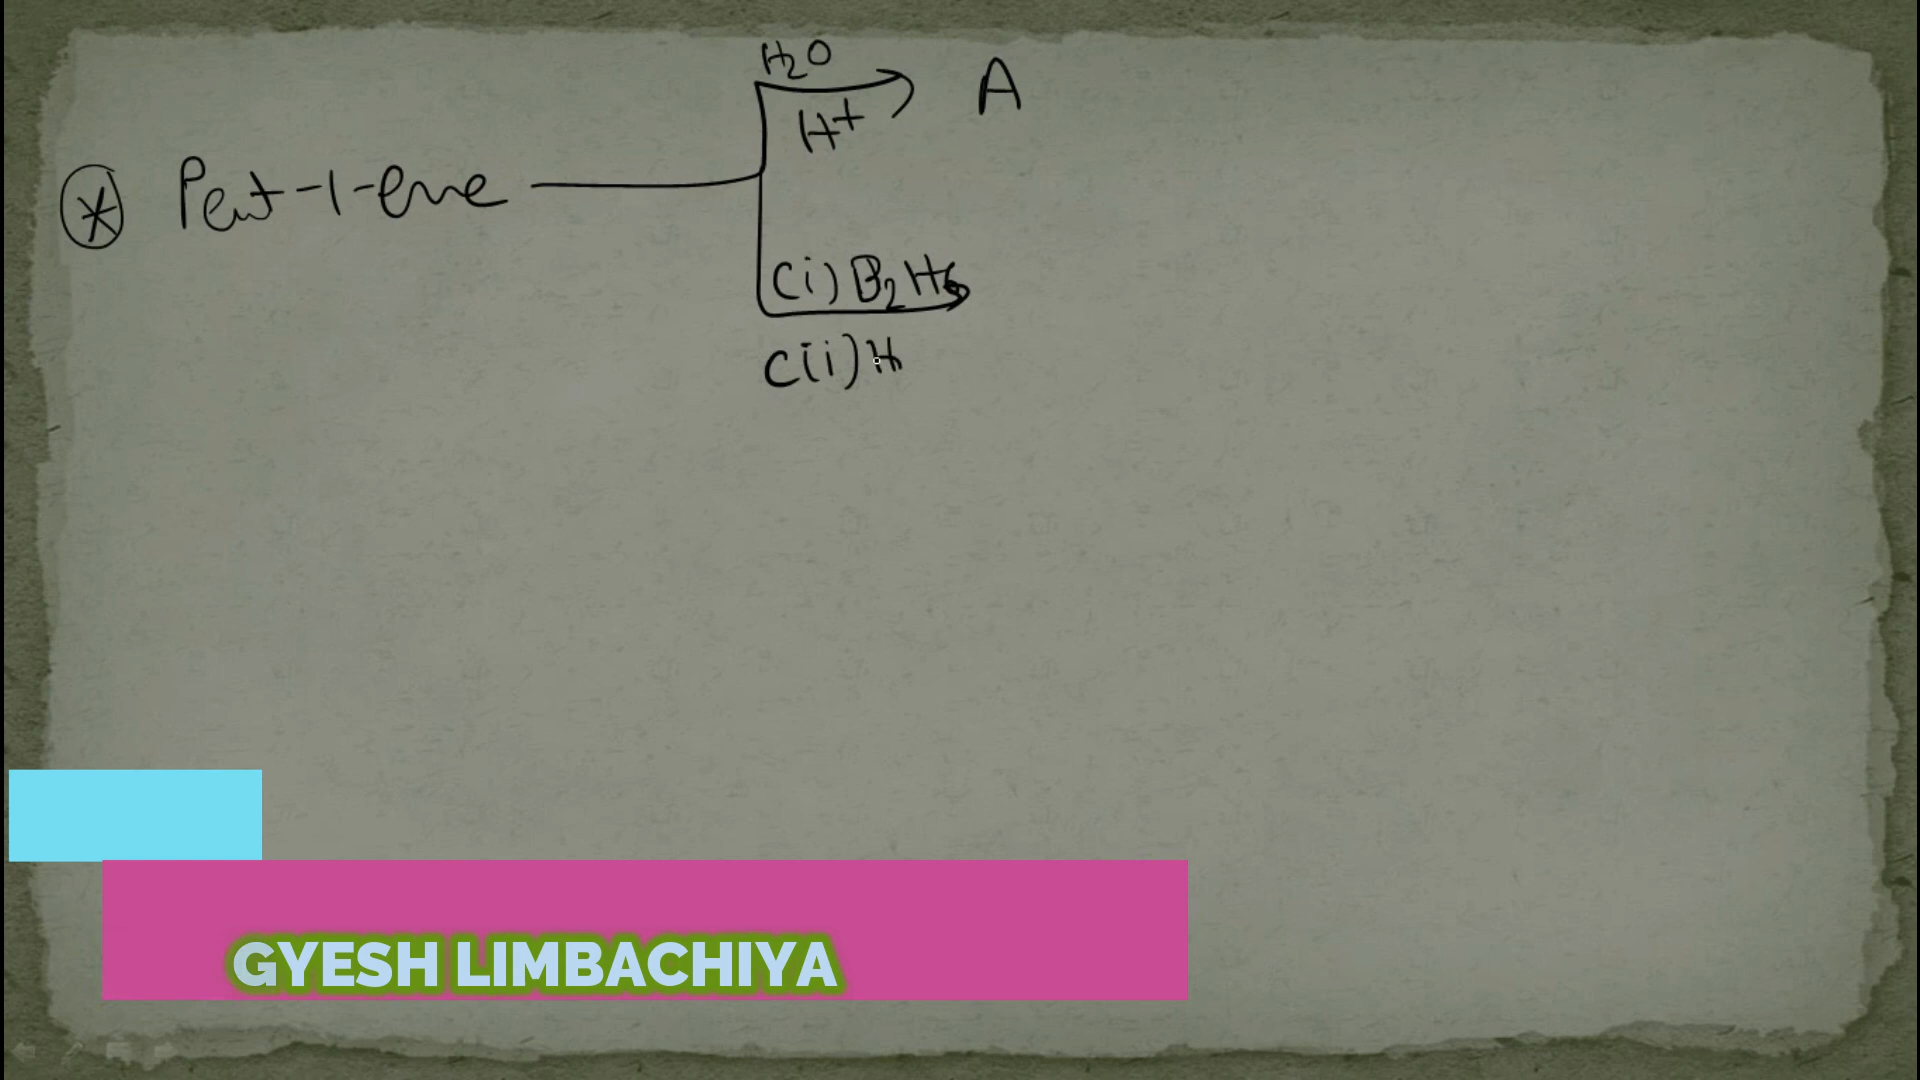 H2O
H+
A
* Pent-1-ene
(i) B2H6
(ii) H
GYESH LIMBACHIYA